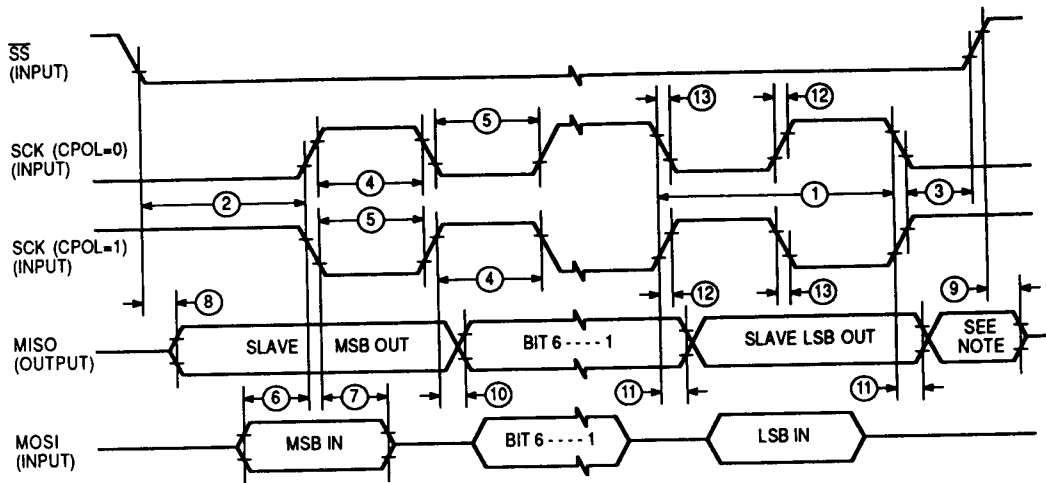 SS
(INPUT)
13
12
5
SCK (CPOL=0)
(INPUT)
4
1
3
2
5
SCK (CPOL=1)
(INPUT)
4
12
13
8
9
MISO
(OUTPUT)
SLAVE MSB OUT
BIT 6 - - - - 1
SLAVE LSB OUT
SEE
NOTE
6
7
10
11
11
MOSI
(INPUT)
MSB IN
BIT 6 - - - - 1
LSB IN